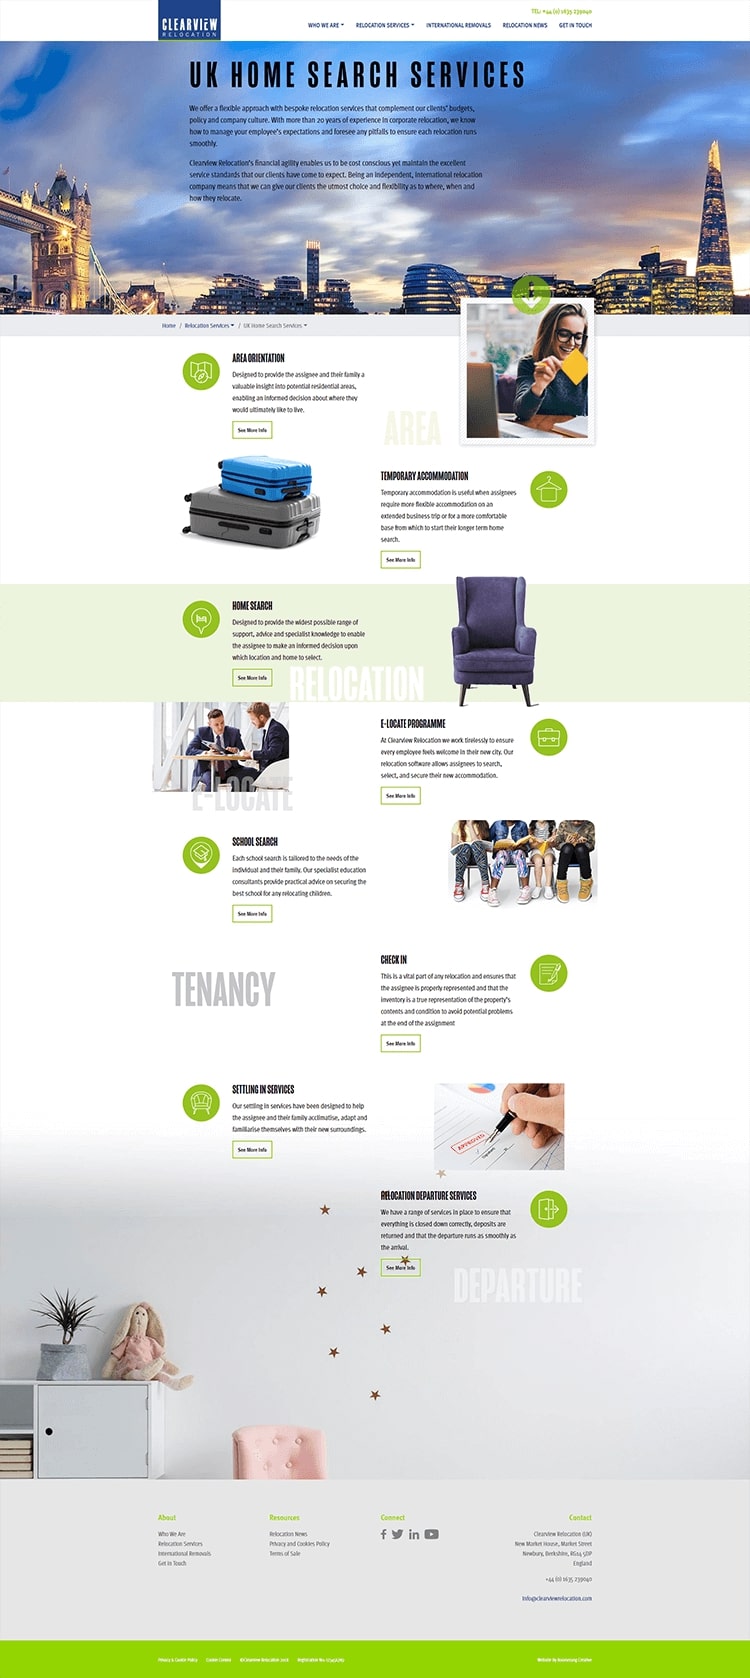 CLEARVIEW
RELOCATION
TEL: +44 (0) 1635 239040
WHO WE ARE
RELOCATION SERVICES
INTERNATIONAL REMOVALS
RELOCATION NEWS
GET IN TOUCH
UK HOME SEARCH SERVICES
We offer a flexible approach with bespoke relocation services that complement our clients' budgets,
policy and company culture. With more than 20 years of experience in corporate relocation, we know
how to manage your employee's expectations and foresee any pitfalls to ensure each relocation runs
smoothly.
Clearview Relocation's financial agility enables us to be cost conscious yet maintain the excellent
service standards that our clients have come to expect. Being an independent, international relocation
company means that we can give our clients the utmost choice and flexibility as to where, when and
how they relocate.
Home / Relocation Services / UK Home Search Services
AREA ORIENTATION
Designed to provide the assignee and their family a
valuable insight into potential residential areas,
enabling an informed decision about where they
would ultimately like to live.
See More Info
AREA
TEMPORARY ACCOMMODATION
Temporary accommodation is useful when assignees
require more flexible accommodation on an
extended business trip or for a more comfortable
base from which to start their longer term home
search.
See More Info
HOME SEARCH
Designed to provide the widest possible range of
support, advice and specialist knowledge to enable
the assignee to make an informed decision upon
which location and home to select.
See More Info
RELOCATION
E-LOCATE PROGRAMME
At Clearview Relocation we work tirelessly to ensure
every employee feels welcome in their new city. Our
relocation software allows assignees to search,
select, and secure their new accommodation.
See More Info
E-LOCATE
SCHOOL SEARCH
Each school search is tailored to the needs of the
individual and their family. Our specialist education
consultants provide practical advice on securing the
best school for any relocating children.
See More Info
TENANCY
CHECK IN
This is a vital part of any relocation and ensures that
the assignee is properly represented and that the
inventory is a true representation of the property's
contents and condition to avoid potential problems
at the end of the assignment
See More Info
SETTLING IN SERVICES
Our settling in services have been designed to help
the assignee and their family acclimatise, adapt and
familiarise themselves with their new surroundings.
See More Info
APPROVED
RELOCATION DEPARTURE SERVICES
We have a range of services in place to ensure that
everything is closed down correctly, deposits are
returned and that the departure runs as smoothly as
the arrival.
See More Info
DEPARTURE
About
Who We Are
Relocation Services
International Removals
Get In Touch
Resources
Relocation News
Privacy and Cookies Policy
Terms of Sale
Connect
Contact
Clearview Relocation (UK)
New Market House, Market Street
Newbury, Berkshire, RG14 5DP
England
+44 (0) 1635 239040
info@clearviewrelocation.com
Privacy & Cookie Policy
Cookie Consent
© Clearview Relocation
Registration No:
Website by Boomerang Creative